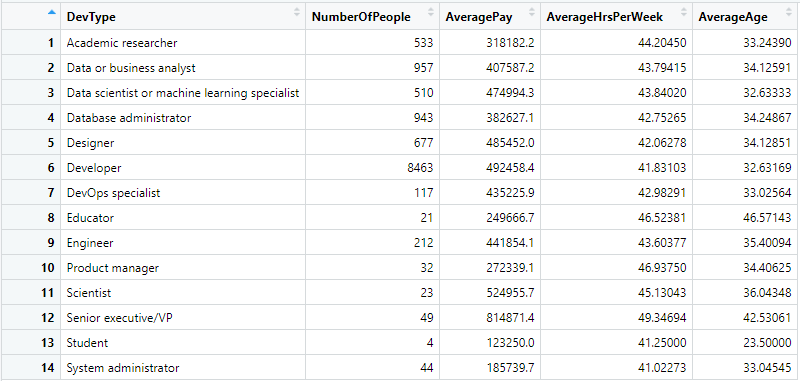 DevType NumberOfPeople AveragePay AverageHrsPerWeek AverageAge
1 Academic researcher 533 318182.2 44.20450 33.24390
2 Data or business analyst 957 407587.2 43.79415 34.12591
3 Data scientist or machine learning specialist 510 474994.3 43.84020 32.63333
4 Database administrator 943 382627.1 42.75265 34.24867
5 Designer 677 485452.0 42.06278 34.12851
6 Developer 8463 492458.4 41.83103 32.63169
7 DevOps specialist 117 435225.9 42.98291 33.02564
8 Educator 21 249666.7 46.52381 46.57143
9 Engineer 212 441854.1 43.60377 35.40094
10 Product manager 32 272339.1 46.93750 34.40625
11 Scientist 23 524955.7 45.13043 36.04348
12 Senior executive/VP 49 814871.4 49.34694 42.53061
13 Student 4 123250.0 41.25000 23.50000
14 System administrator 44 185739.7 41.02273 33.04545